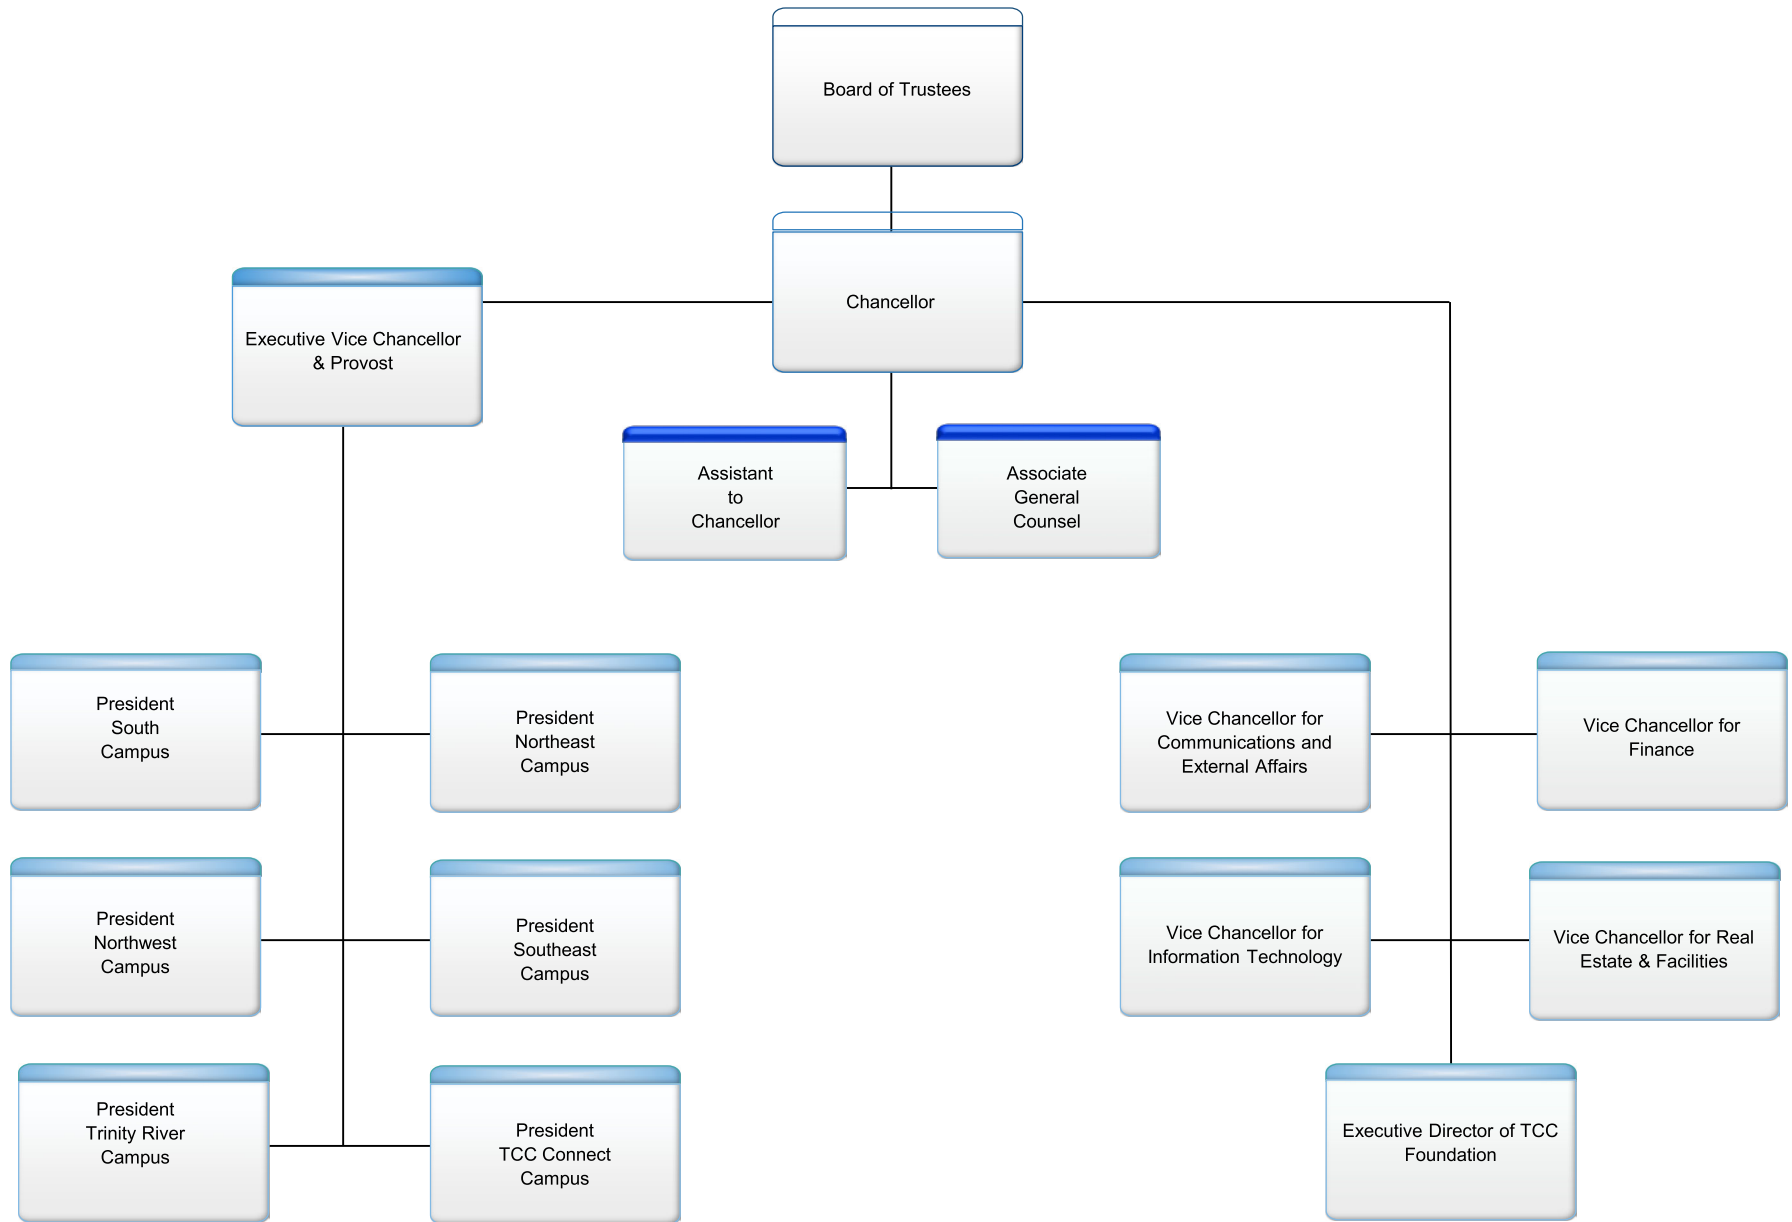 Board of Trustees
Chancellor
Executive Vice Chancellor
& Provost
Assistant
to
Chancellor
Associate
General
Counsel
President
South
Campus
President
Northeast
Campus
Vice Chancellor for
Communications and
External Affairs
Vice Chancellor for
Finance
President
Northwest
Campus
President
Southeast
Campus
Vice Chancellor for
Information Technology
Vice Chancellor for Real
Estate & Facilities
President
Trinity River
Campus
President
TCC Connect
Campus
Executive Director of TCC
Foundation